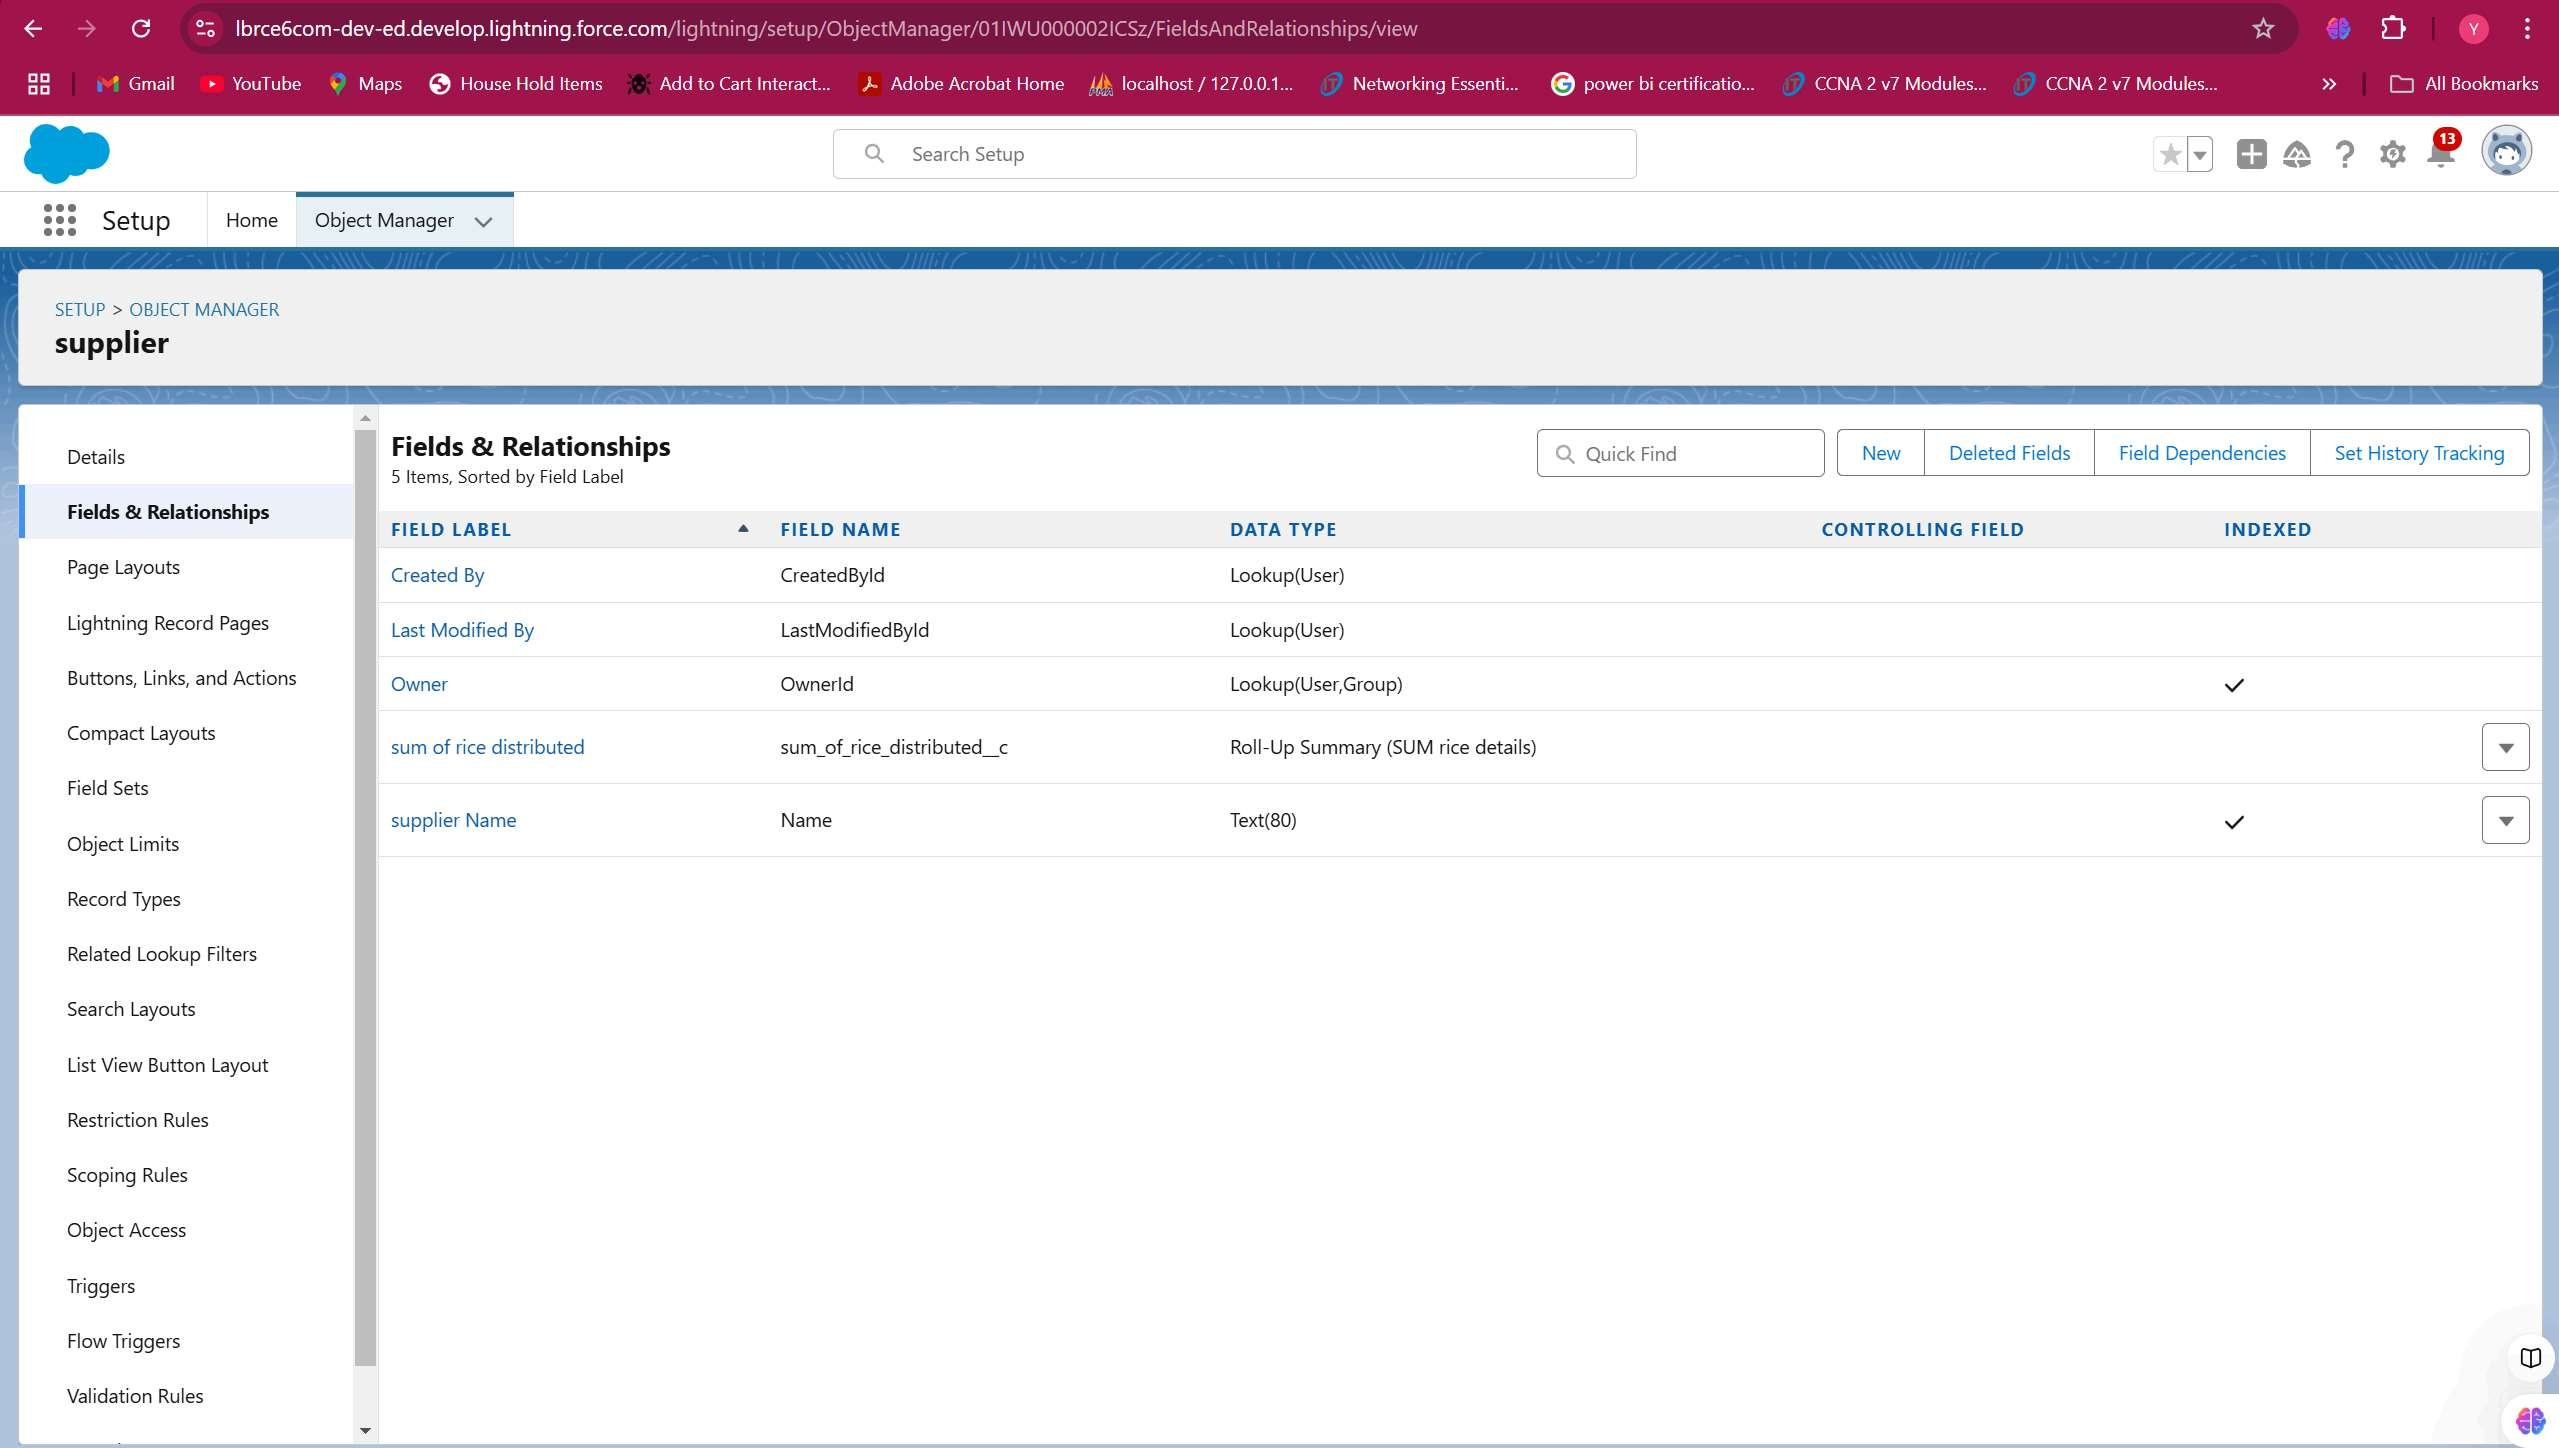 lbrce6com-dev-ed.develop.lightning.force.com/lightning/setup/ObjectManager/01IWU000002ICSz/FieldsAndRelationships/view
Y
Gmail YouTube Maps House Hold Items Add to Cart Interact... Adobe Acrobat Home localhost / 127.0.0.1... Networking Essenti... power bi certificatio... CCNA 2 v7 Modules... CCNA 2 v7 Modules... » All Bookmarks
Search Setup
13
Setup Home Object Manager
SETUP > OBJECT MANAGER
supplier
Details
Fields & Relationships
Page Layouts
Lightning Record Pages
Buttons, Links, and Actions
Compact Layouts
Field Sets
Object Limits
Record Types
Related Lookup Filters
Search Layouts
List View Button Layout
Restriction Rules
Scoping Rules
Object Access
Triggers
Flow Triggers
Validation Rules
Fields & Relationships
5 Items, Sorted by Field Label
Quick Find New Deleted Fields Field Dependencies Set History Tracking
FIELD LABEL FIELD NAME DATA TYPE CONTROLLING FIELD INDEXED
Created By CreatedById Lookup(User)
Last Modified By LastModifiedById Lookup(User)
Owner OwnerId Lookup(User,Group)
sum of rice distributed sum_of_rice_distributed__c Roll-Up Summary (SUM rice details)
supplier Name Name Text(80)